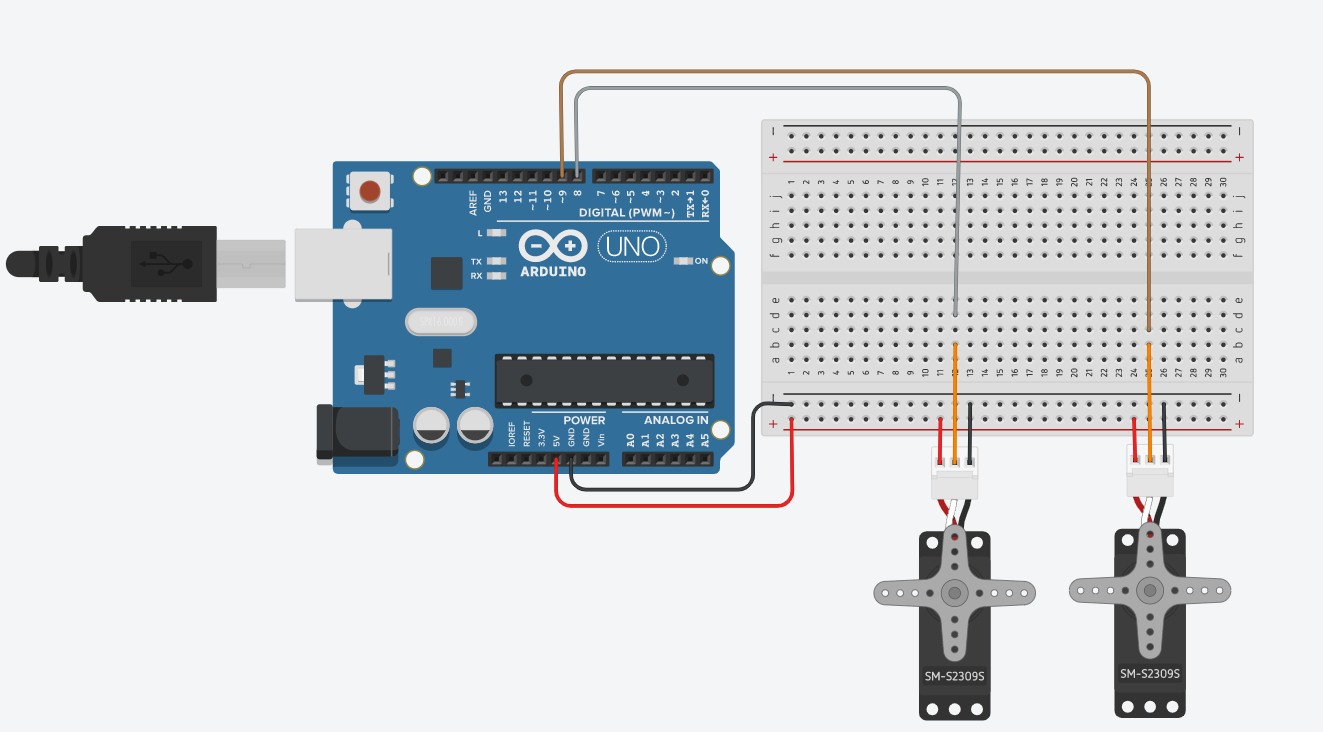 − −
+ +
1 2 3 4 5 6 7 8 9 10 11 12 13 14 15 16 17 18 19 20 21 22 23 24 25 26 27 28 29 30
j j
i i
h h
g g
f f
e e
d d
c c
b b
a a
1 2 3 4 5 6 7 8 9 10 11 12 13 14 15 16 17 18 19 20 21 22 23 24 25 26 27 28 29 30
− −
+ +
AREF GND 13 12 ~11 ~10 ~9 8 7 ~6 ~5 4 ~3 2 TX→1 RX←0
DIGITAL (PWM~)
L
TX
RX
UNO
ARDUINO
ON
POWER ANALOG IN
IOREF RESET 3.3V 5V GND GND Vin A0 A1 A2 A3 A4 A5
SM-S2309S
SM-S2309S